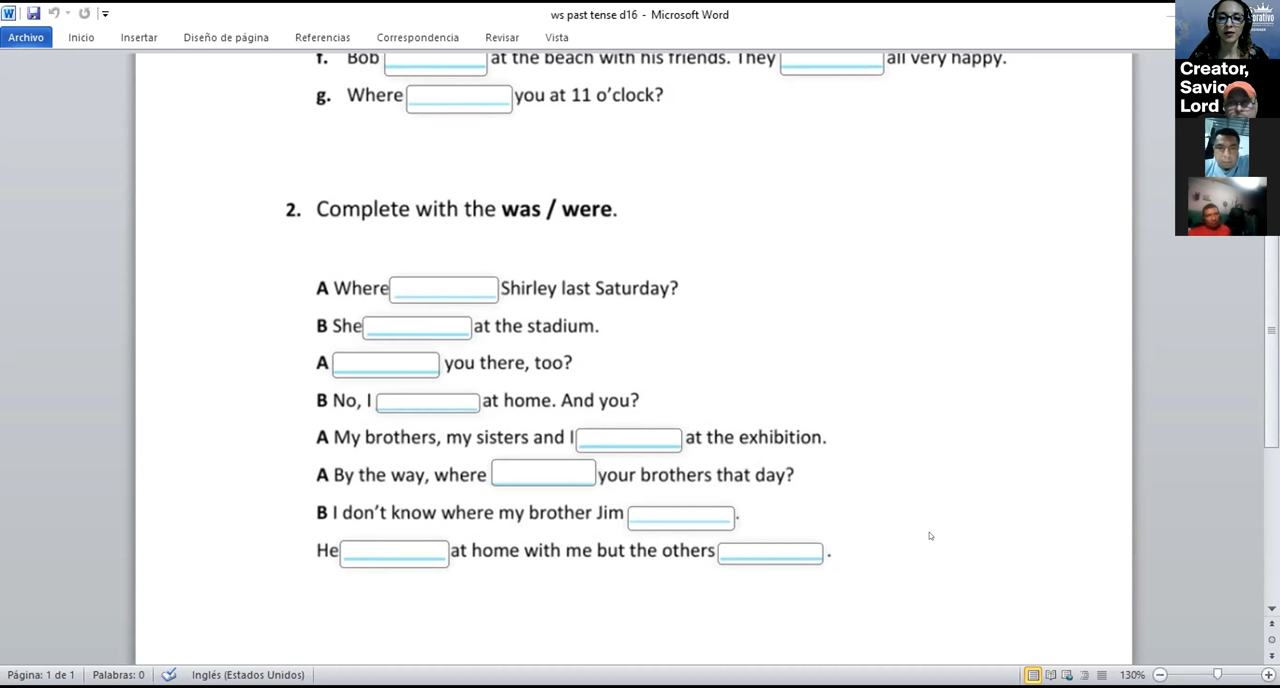 ws past tense d16 - Microsoft Word
Archivo Inicio Insertar Diseño de página Referencias Correspondencia Revisar Vista
f. Bob at the beach with his friends. They all very happy.
g. Where you at 11 o'clock?
2. Complete with the was / were.
A Where Shirley last Saturday?
B She at the stadium.
A you there, too?
B No, I at home. And you?
A My brothers, my sisters and I at the exhibition.
A By the way, where your brothers that day?
B I don't know where my brother Jim .
He at home with me but the others .
Página: 1 de 1 Palabras: 0 Inglés (Estados Unidos) 130%
Creator,
Lord